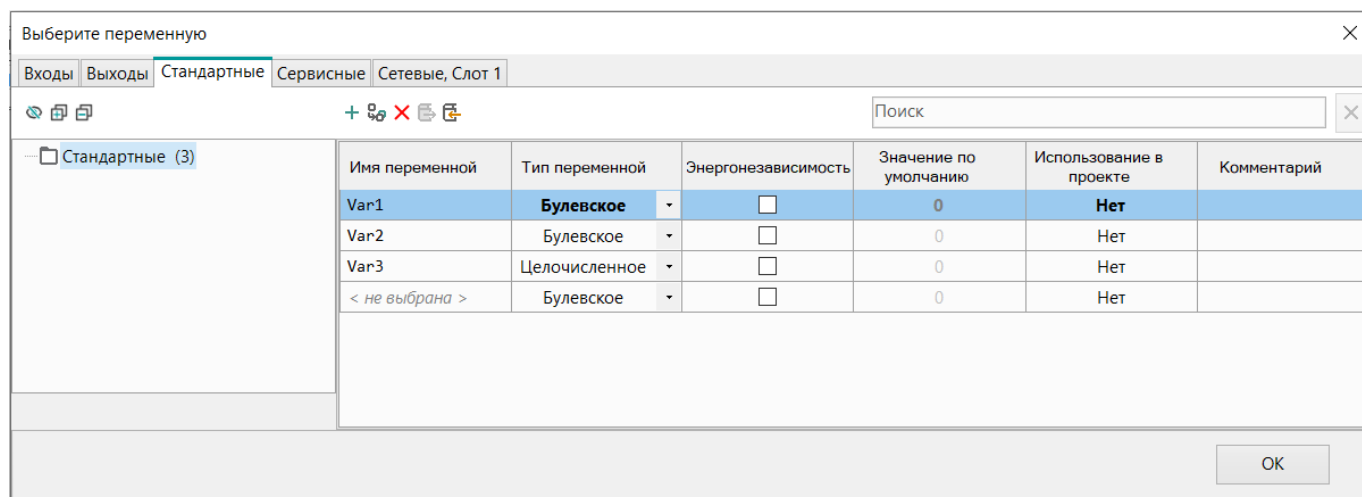 Выберите переменную
Входы Выходы Стандартные Сервисные Сетевые, Слот 1
Поиск
Стандартные (3)
Имя переменной Тип переменной Энергонезависимость Значение по умолчанию Использование в проекте Комментарий
Var1 Булевское 0 Нет
Var2 Булевское 0 Нет
Var3 Целочисленное 0 Нет
< не выбрана > Булевское 0 Нет
OK